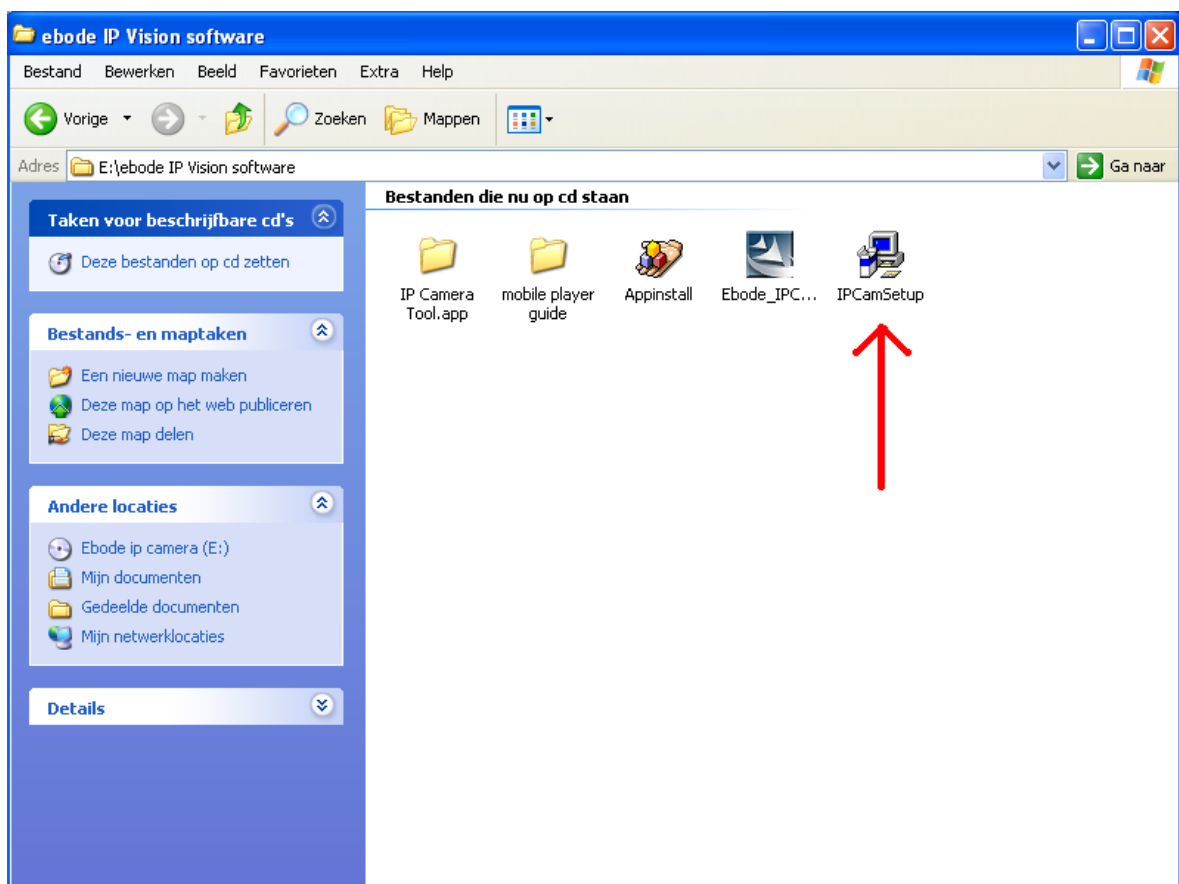 ebode IP Vision software
Bestand Bewerken Beeld Favorieten Extra Help
Vorige Zoeken Mappen
Adres E:\ebode IP Vision software Ga naar
Taken voor beschrijfbare cd's
Deze bestanden op cd zetten
Bestands- en maptaken
Een nieuwe map maken
Deze map op het web publiceren
Deze map delen
Andere locaties
Ebode ip camera (E:)
Mijn documenten
Gedeelde documenten
Mijn netwerklocaties
Details
Bestanden die nu op cd staan
IP Camera
Tool.app
mobile player
guide
Appinstall
Ebode_IPC...
IPCamSetup